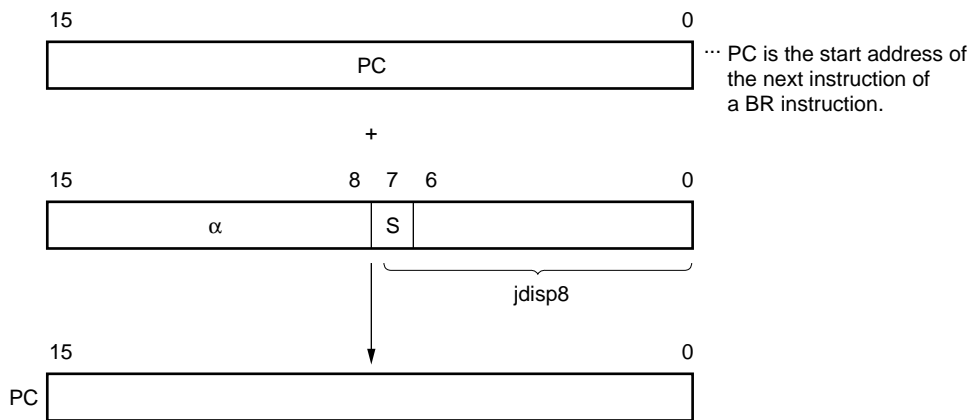 15 0
PC
... PC is the start address of
the next instruction of
a BR instruction.
+
15 8 7 6 0
α S
jdisp8
15 0
PC